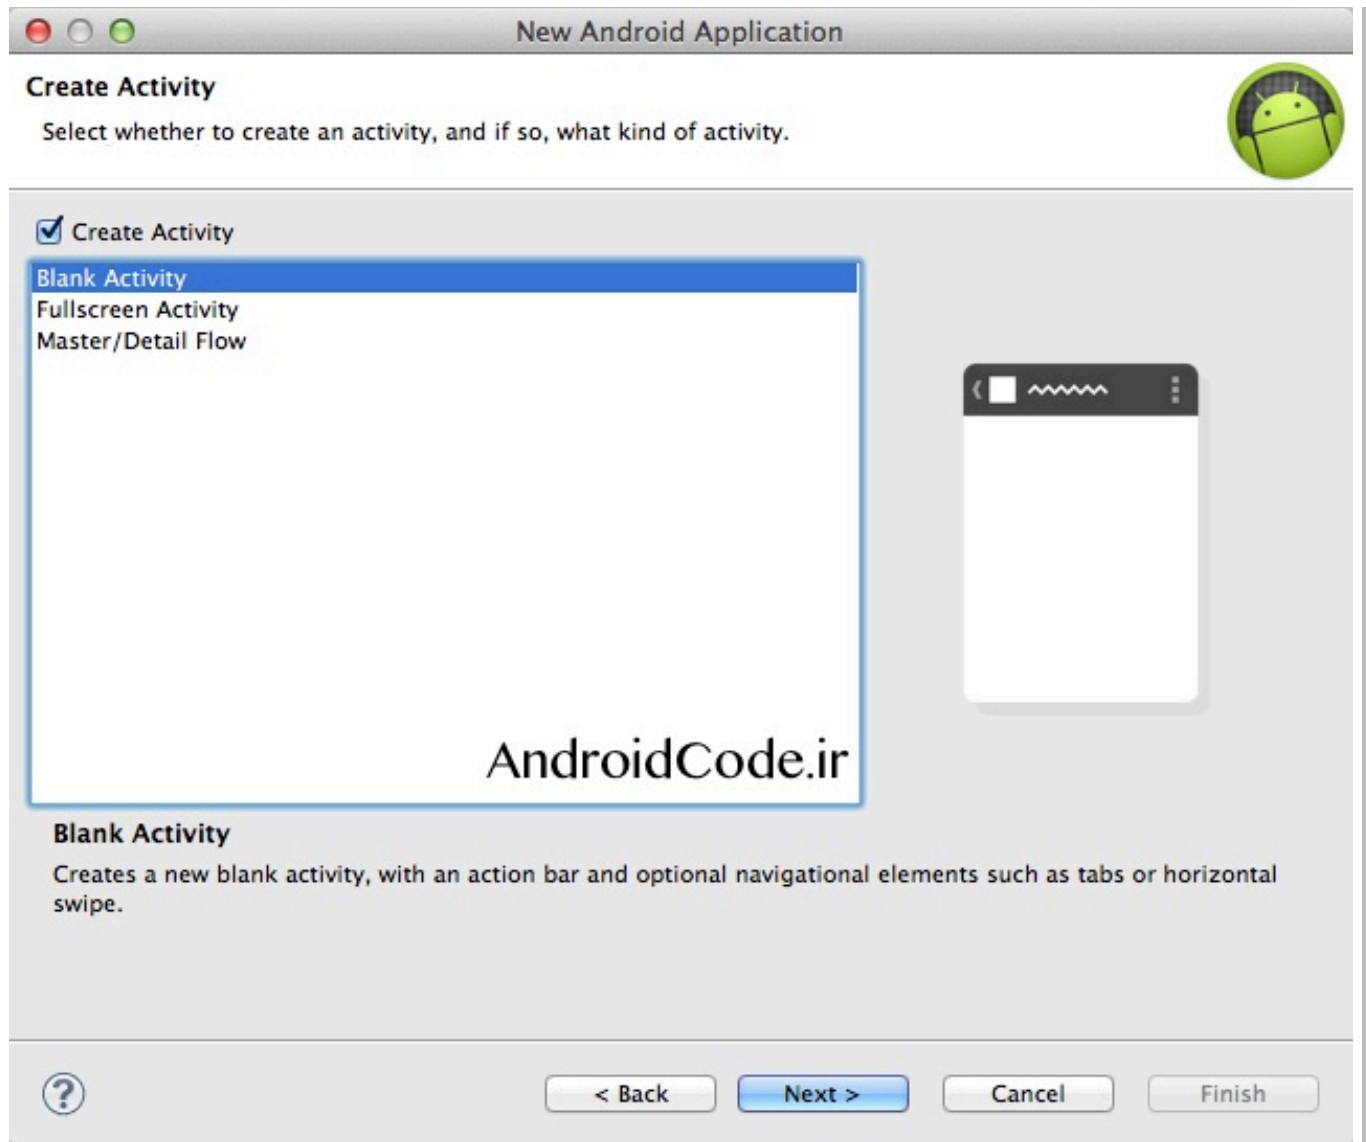 New Android Application
Create Activity
Select whether to create an activity, and if so, what kind of activity.
Create Activity
Blank Activity
Fullscreen Activity
Master/Detail Flow
AndroidCode.ir
Blank Activity
Creates a new blank activity, with an action bar and optional navigational elements such as tabs or horizontal
swipe.
? < Back Next > Cancel Finish